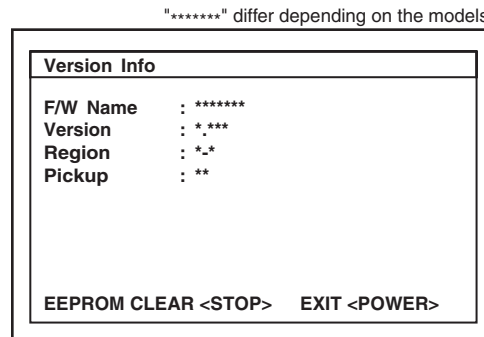 "*******" differ depending on the models
Version Info
F/W Name : *******
Version : *.***
Region : *-*
Pickup : **
EEPROM CLEAR <STOP> EXIT <POWER>